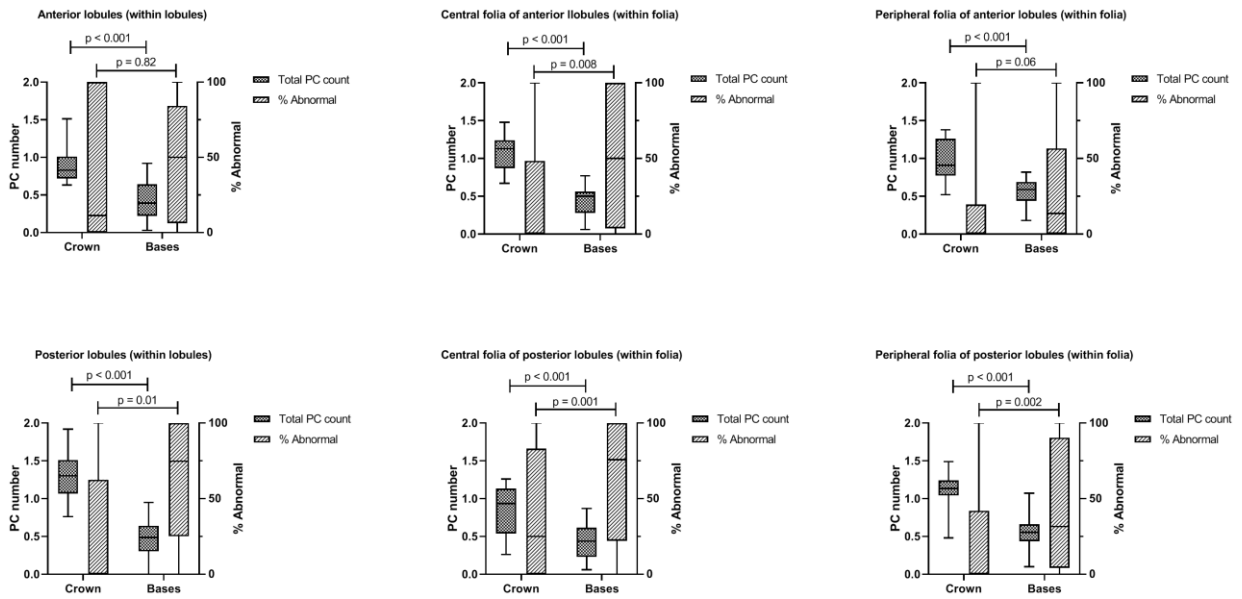 Anterior lobules (within lobules)
p < 0.001
p = 0.82
2.0
1.5
1.0
0.5
0.0
PC number
100
50
0
% Abnormal
Total PC count
% Abnormal
Crown
Bases
Central folia of anterior llobules (within folia)
p < 0.001
p = 0.008
2.0
1.5
1.0
0.5
0.0
PC number
100
50
0
% Abnormal
Total PC count
% Abnormal
Crown
Bases
Peripheral folia of anterior lobules (within folia)
p < 0.001
p = 0.06
2.0
1.5
1.0
0.5
0.0
PC number
100
50
0
% Abnormal
Total PC count
% Abnormal
Crown
Bases
Posterior lobules (within lobules)
p < 0.001
p = 0.01
2.0
1.5
1.0
0.5
0.0
PC number
100
50
0
% Abnormal
Total PC count
% Abnormal
Crown
Bases
Central folia of posterior lobules (within folia)
p < 0.001
p = 0.001
2.0
1.5
1.0
0.5
0.0
PC number
100
50
0
% Abnormal
Total PC count
% Abnormal
Crown
Bases
Peripheral folia of posterior lobules (within folia)
p < 0.001
p = 0.002
2.0
1.5
1.0
0.5
0.0
PC number
100
50
0
% Abnormal
Total PC count
% Abnormal
Crown
Bases